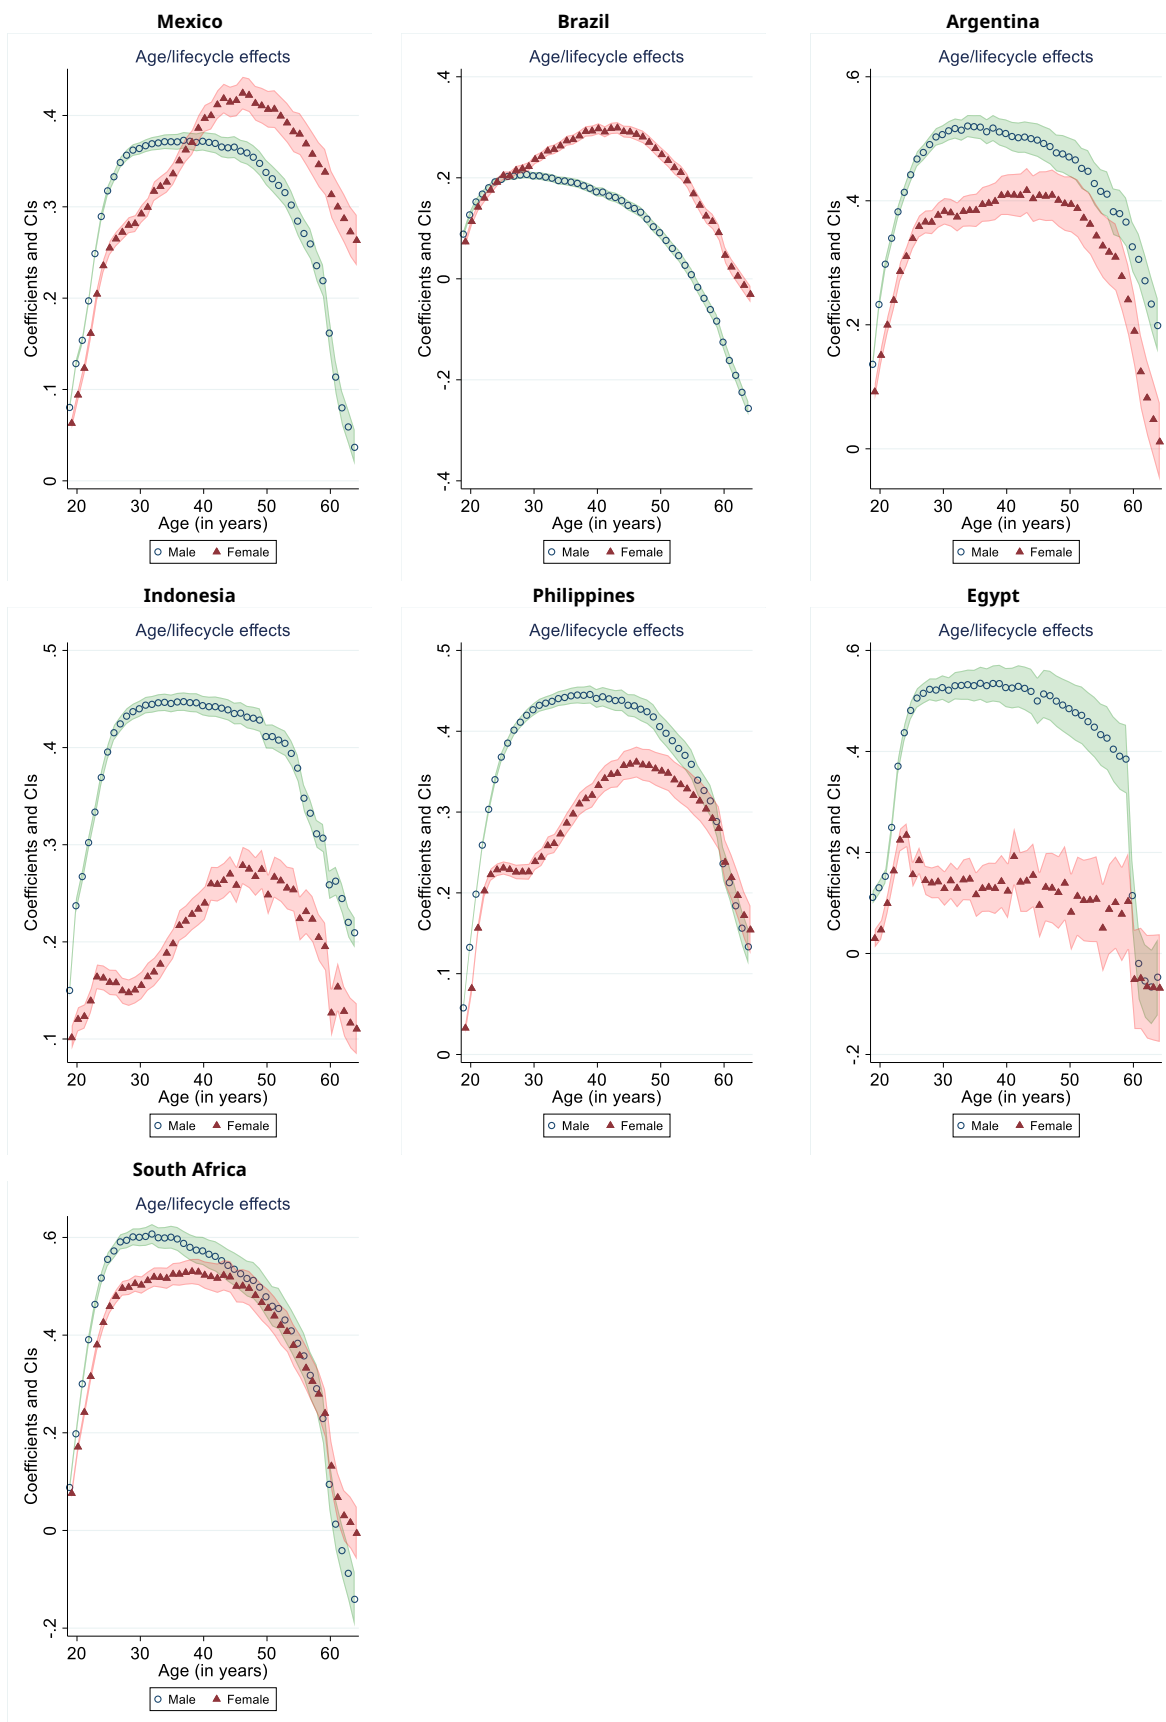 Mexico
Age/lifecycle effects
Coefficients and CIs
.4
.3
.2
.1
0
20 30 40 50 60
Age (in years)
Male Female
Brazil
Age/lifecycle effects
Coefficients and CIs
.4
.2
0
-.2
-.4
20 30 40 50 60
Age (in years)
Male Female
Argentina
Age/lifecycle effects
Coefficients and CIs
.6
.4
.2
0
20 30 40 50 60
Age (in years)
Male Female
Indonesia
Age/lifecycle effects
Coefficients and CIs
.5
.4
.3
.2
.1
20 30 40 50 60
Age (in years)
Male Female
Philippines
Age/lifecycle effects
Coefficients and CIs
.5
.4
.3
.2
.1
0
20 30 40 50 60
Age (in years)
Male Female
Egypt
Age/lifecycle effects
Coefficients and CIs
.6
.4
.2
0
-.2
20 30 40 50 60
Age (in years)
Male Female
South Africa
Age/lifecycle effects
Coefficients and CIs
.6
.4
.2
0
-.2
20 30 40 50 60
Age (in years)
Male Female